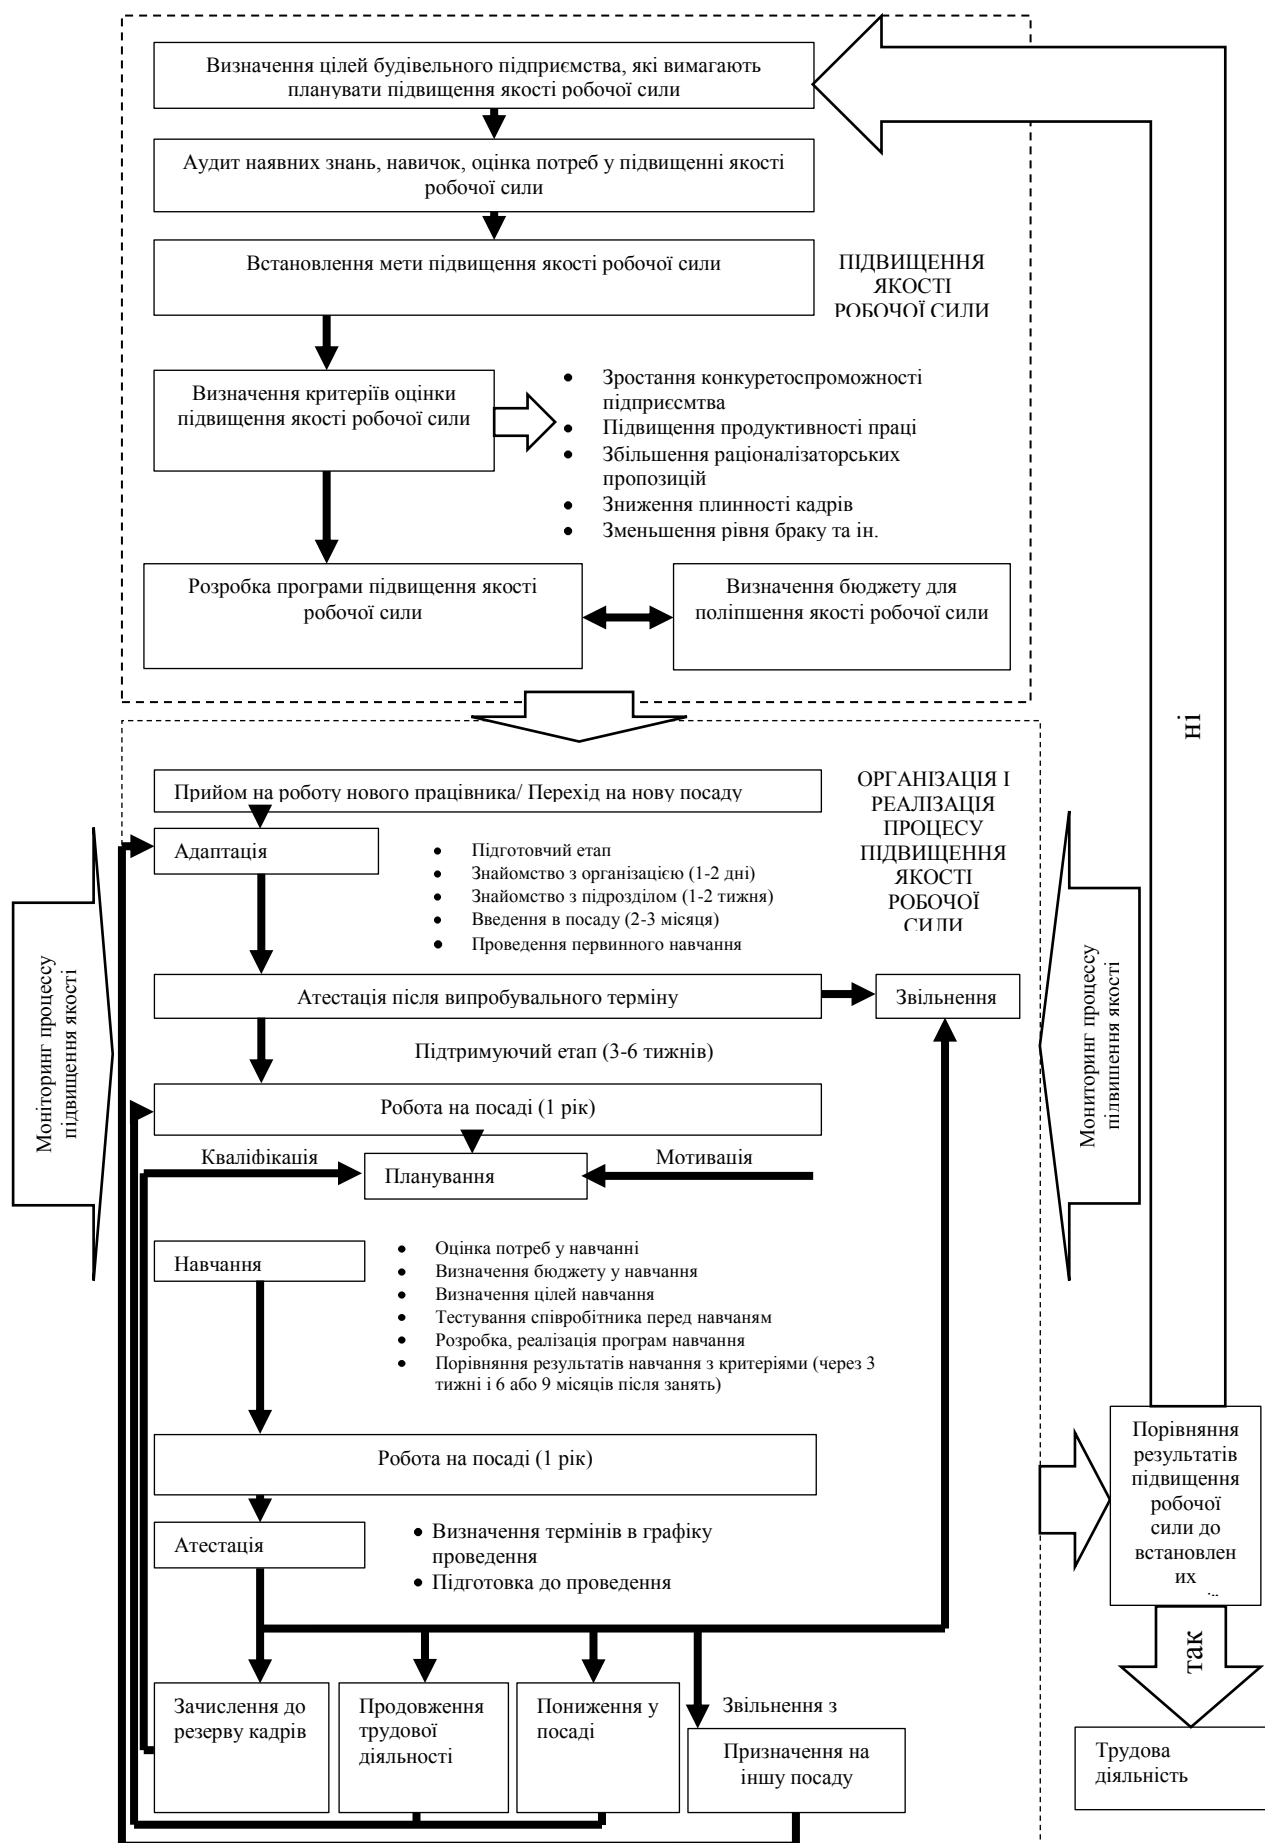 Визначення цілей будівельного підприємства, які вимагають
планувати підвищення якості робочої сили
Аудит наявних знань, навичок, оцінка потреб у підвищенні якості
робочої сили
Встановлення мети підвищення якості робочої сили
ПІДВИЩЕННЯ
ЯКОСТІ
РОБОЧОЇ СИЛИ
Визначення критеріїв оцінки
підвищення якості робочої сили
• Зростання конкуретоспроможності
підприємтва
• Підвищення продуктивності праці
• Збільшення раціоналізаторських
пропозицій
• Зниження плинності кадрів
• Зменьшення рівня браку та ін.
Розробка програми підвищення якості
робочої сили
Визначення бюджету для
поліпшення якості робочої сили
ні
Прийом на роботу нового працівника/ Перехід на нову посаду
ОРГАНІЗАЦІЯ І
РЕАЛІЗАЦІЯ
ПРОЦЕСУ
ПІДВИЩЕННЯ
ЯКОСТІ
РОБОЧОЇ
СИЛИ
Адаптація
• Підготовчий етап
• Знайомство з організацією (1-2 дні)
• Знайомство з підрозділом (1-2 тижня)
• Введення в посаду (2-3 місяця)
• Проведення первинного навчання
Моніторинг процессу
підвищення якості
Мониторинг процессу
підвишення якості
Атестація після випробувального терміну
Звільнення
Підтримуючий етап (3-6 тижнів)
Робота на посаді (1 рік)
Кваліфікація
Мотивація
Планування
Навчання
• Оцінка потреб у навчанні
• Визначення бюджету у навчання
• Визначення цілей навчання
• Тестування співробітника перед навчаням
• Розробка, реалізація програм навчання
• Порівняння результатів навчання з критеріями (через 3
тижні і 6 або 9 місяців після занять)
Робота на посаді (1 рік)
Порівняння
результатів
підвищення
робочої
сили до
встановлен
их
Атестація
• Визначення термінів в графіку
проведення
• Підготовка до проведення
так
Зачислення до
резерву кадрів
Продовження
трудової
діяльності
Пониження у
посаді
Звільнення з
Призначення на
іншу посаду
Трудова
діяльність